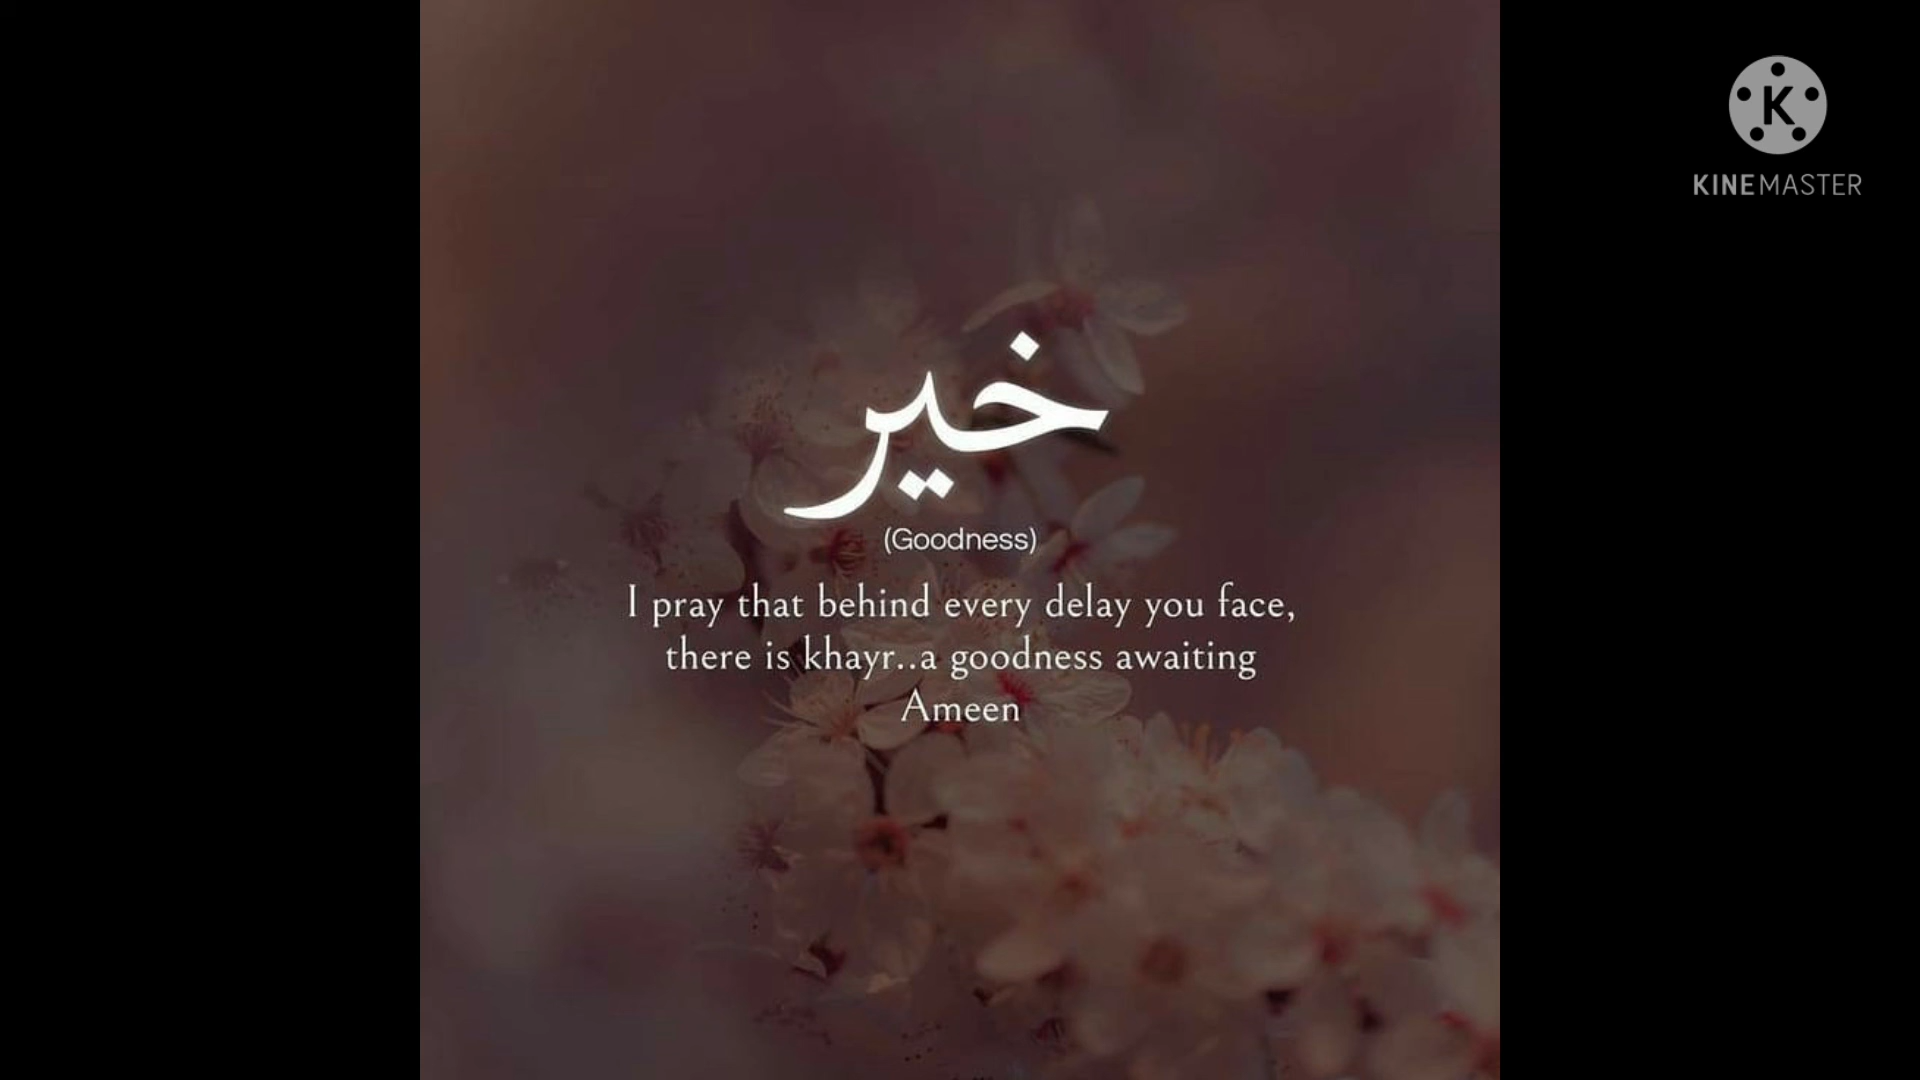 خير
(Goodness)
I pray that behind every delay you face,
there is khayr..a goodness awaiting
Ameen
K
KINEMASTER